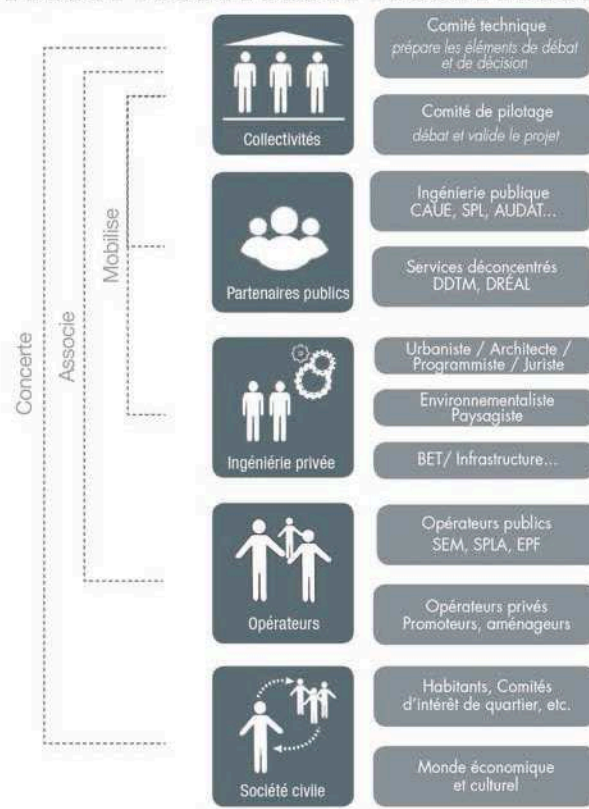 Concerte
Associe
Mobilise
Collectivités
Comité technique
prépare les éléments de débat
et de décision
Comité de pilotage
débat et valide le projet
Partenaires publics
Ingénierie publique
CAUE, SPL, AUDAT...
Services déconcentrés
DDTM, DRÉAL
Ingéniérie privée
Urbaniste / Architecte /
Programmiste / Juriste
Environnementaliste
Paysagiste
BET/ Infrastructure...
Opérateurs
Opérateurs publics
SEM, SPLA, EPF
Opérateurs privés
Promoteurs, aménageurs
Société civile
Habitants, Comités
d'intérêt de quartier, etc.
Monde économique
et culturel